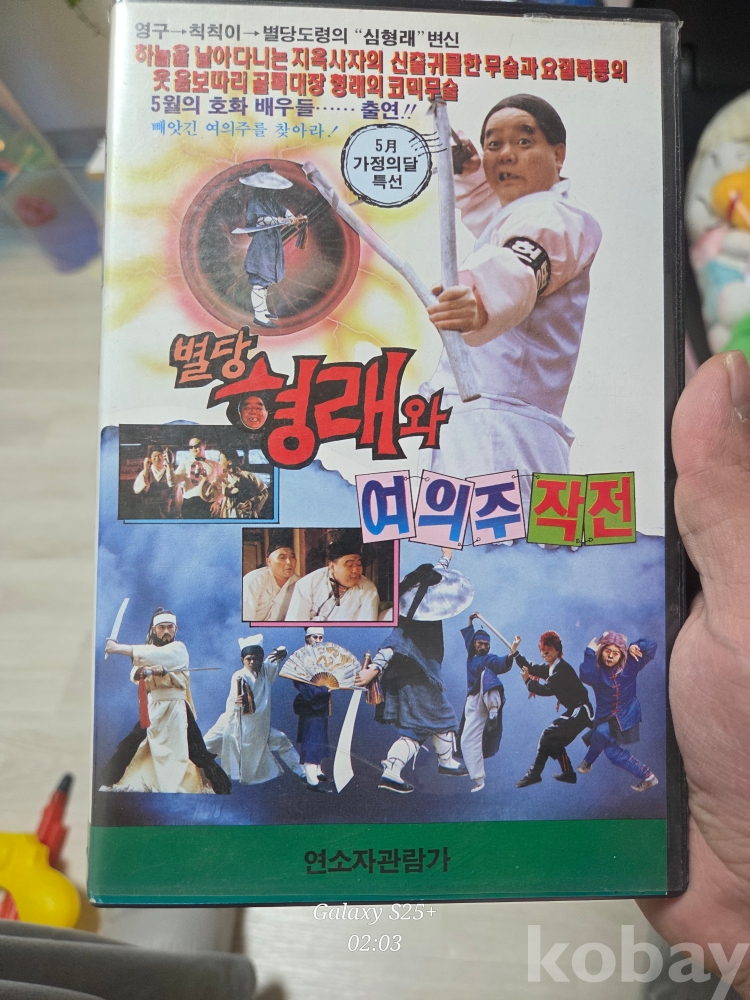 영구→칙칙이→별당도령의 "심형래" 변신
하늘을 날아다니는 지옥사자의 신출귀몰한 무술과 요절복통의
웃음보따리 골목대장 형래의 코믹무술
5월의 호화 배우들…… 출연!!
빼앗긴 여의주를 찾아라!
5月
가정의달
특선
별당
형래와
여의주 작전
연소자관람가
Galaxy S25+
02:03
kobay